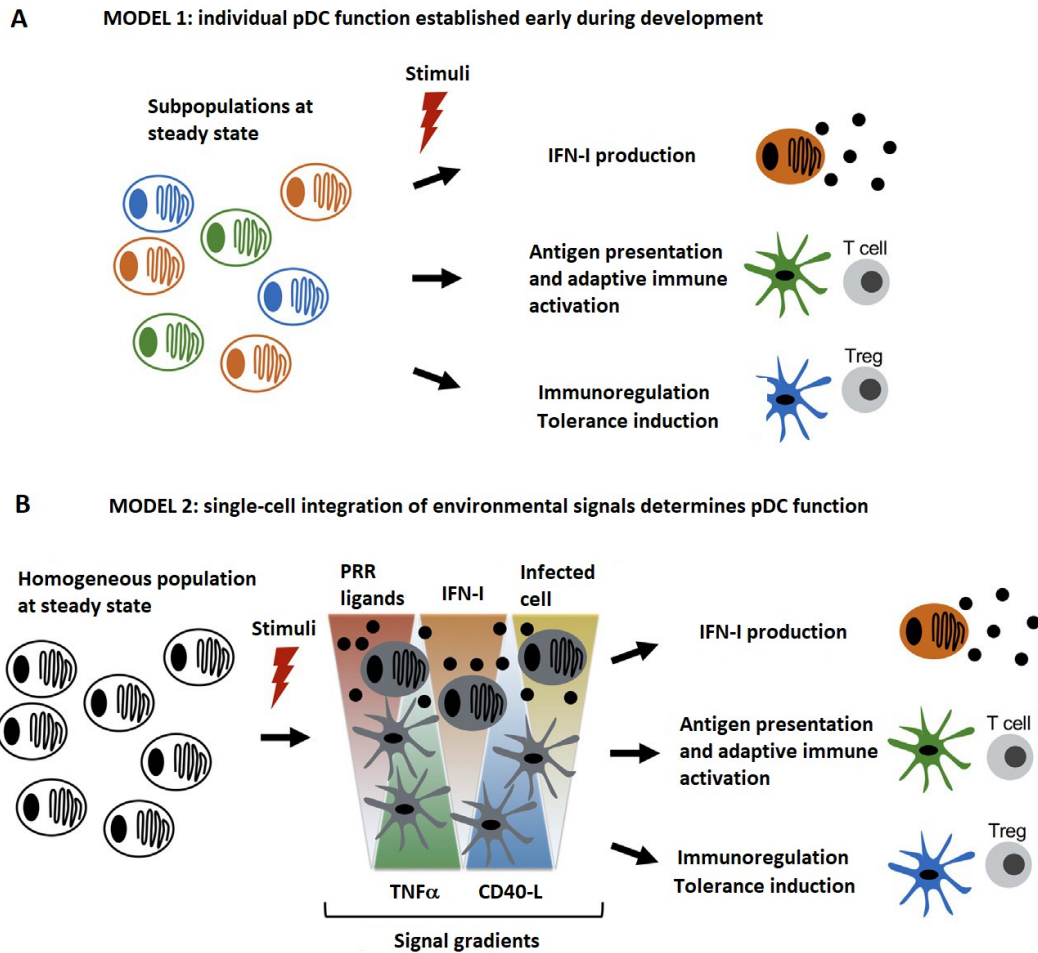 A
MODEL 1: individual pDC function established early during development
Stimuli
Subpopulations at
steady state
IFN-I production
Antigen presentation
and adaptive immune
activation
T cell
Immunoregulation
Tolerance induction
Treg
B
MODEL 2: single-cell integration of environmental signals determines pDC function
Homogeneous population
at steady state
Stimuli
PRR
ligands
IFN-I
Infected
cell
IFN-I production
Antigen presentation
and adaptive immune
activation
T cell
Immunoregulation
Tolerance induction
Treg
TNFα
CD40-L
Signal gradients